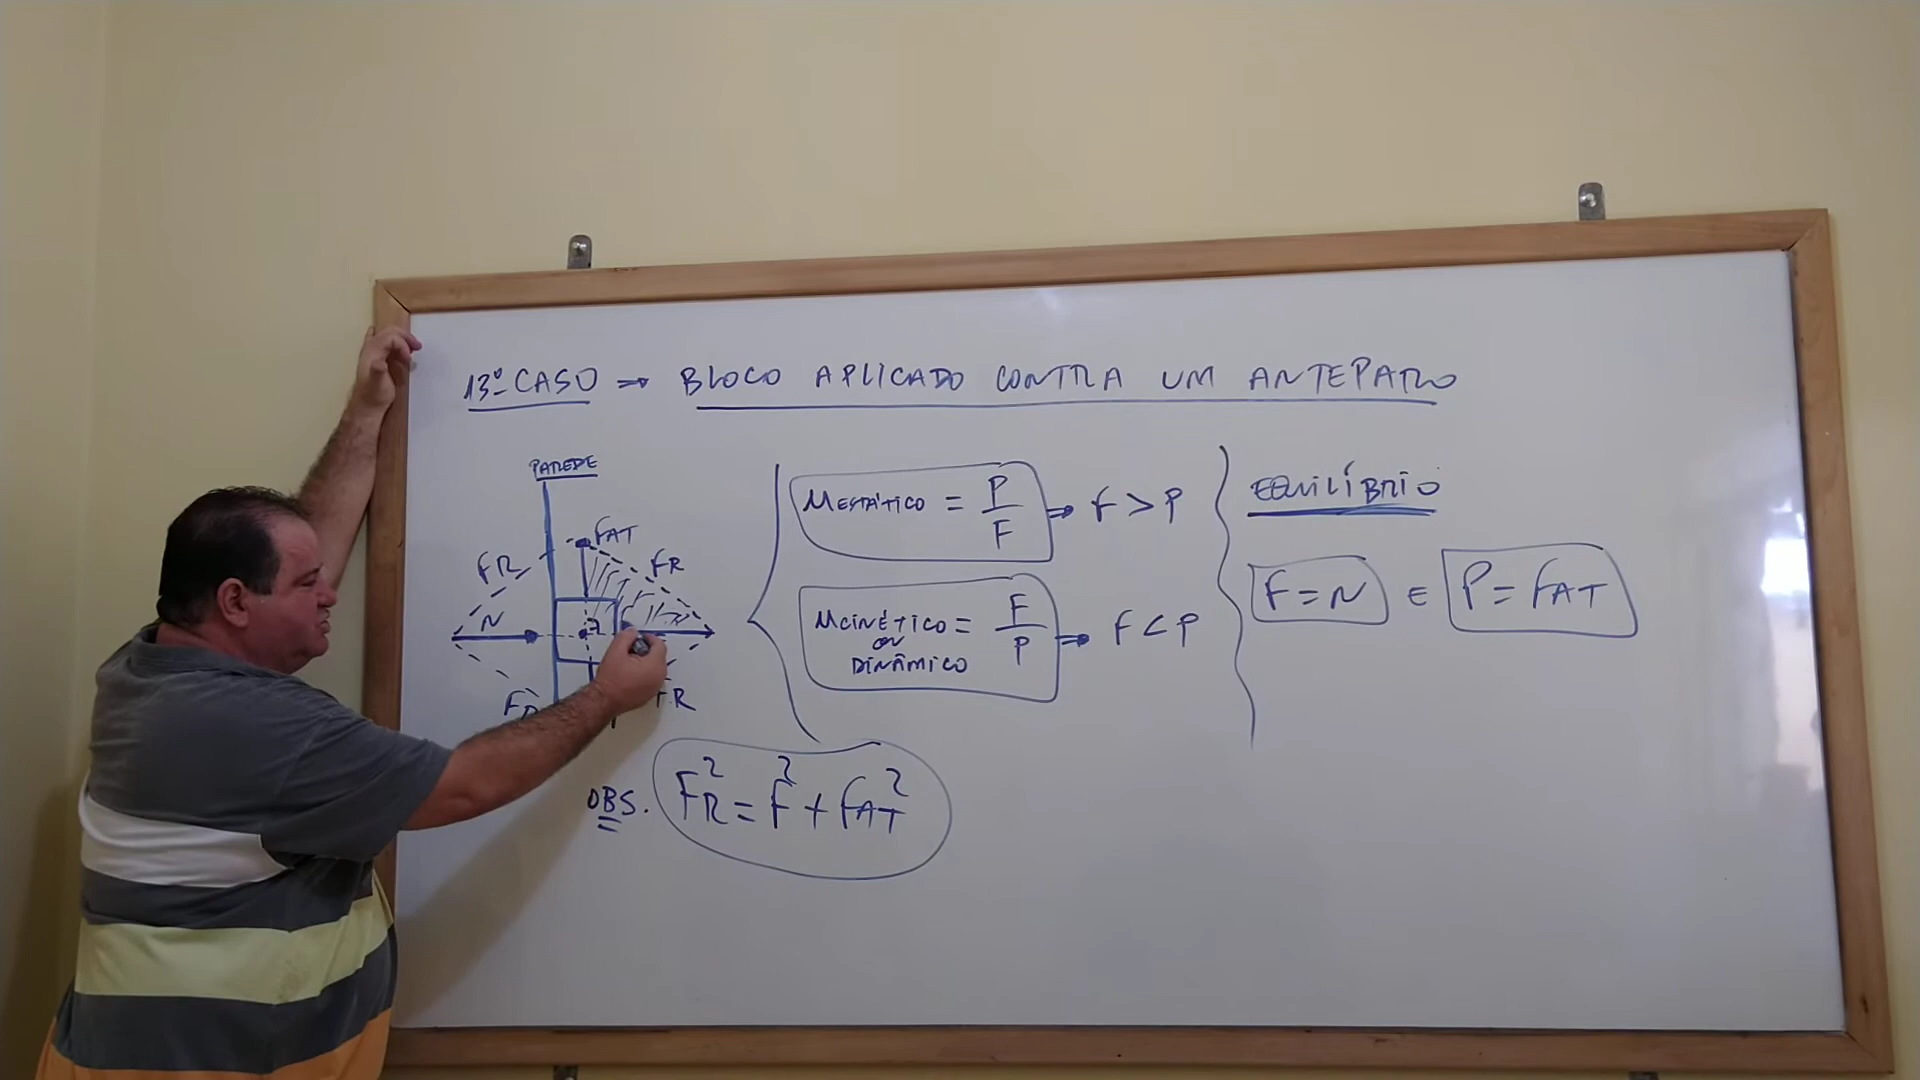 13º CASO → BLOCO APLICADO CONTRA UM ANTEPARO
PAREDE
FAT
FR
FR
N
FR
FR
μESTÁTICO = P/F → F > P
μCINÉTICO OU DINÂMICO = F/P → F < P
EQUILÍBRIO
F = N E P = FAT
OBS. FR² = F² + FAT²